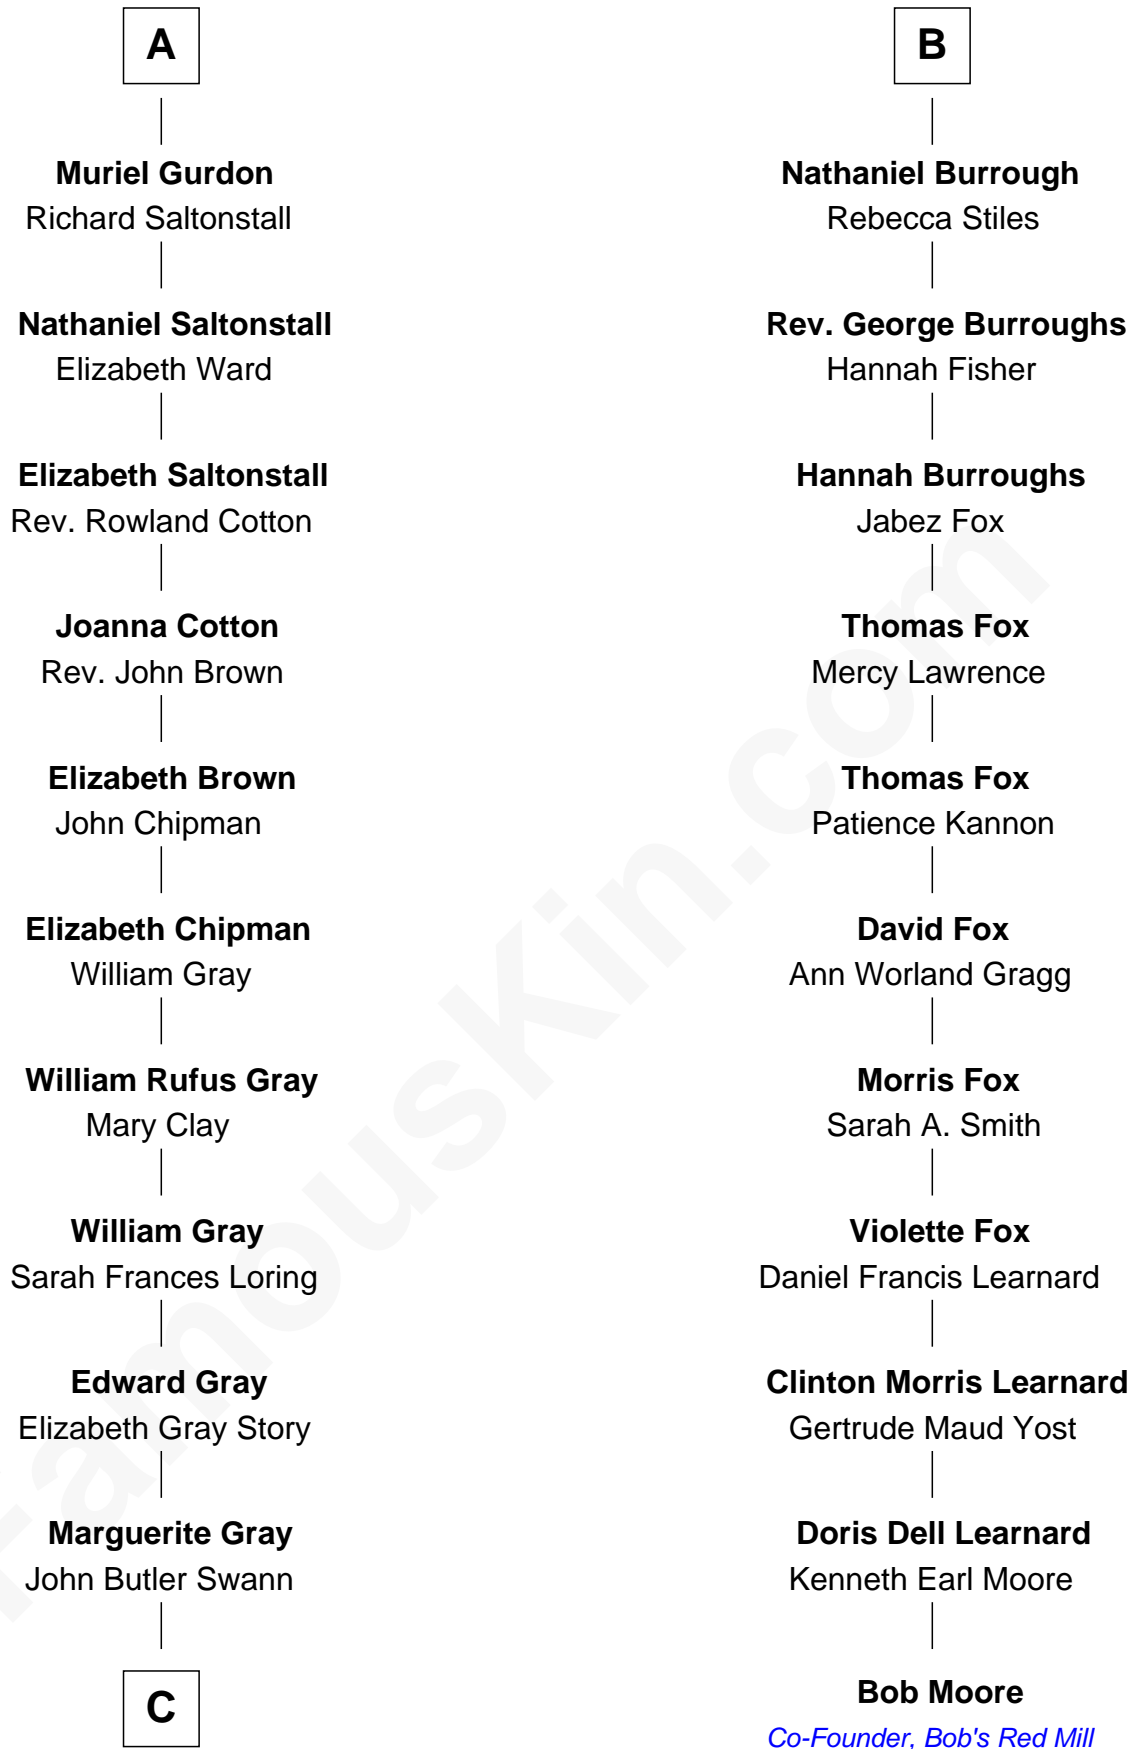 A
Muriel Gurdon
Richard Saltonstall
Nathaniel Saltonstall
Elizabeth Ward
Elizabeth Saltonstall
Rev. Rowland Cotton
Joanna Cotton
Rev. John Brown
Elizabeth Brown
John Chipman
Elizabeth Chipman
William Gray
William Rufus Gray
Mary Clay
William Gray
Sarah Frances Loring
Edward Gray
Elizabeth Gray Story
Marguerite Gray
John Butler Swann
C
B
Nathaniel Burrough
Rebecca Stiles
Rev. George Burroughs
Hannah Fisher
Hannah Burroughs
Jabez Fox
Thomas Fox
Mercy Lawrence
Thomas Fox
Patience Kannon
David Fox
Ann Worland Gragg
Morris Fox
Sarah A. Smith
Violette Fox
Daniel Francis Learnard
Clinton Morris Learnard
Gertrude Maud Yost
Doris Dell Learnard
Kenneth Earl Moore
Bob Moore
Co-Founder, Bob's Red Mill
FamousKin.com